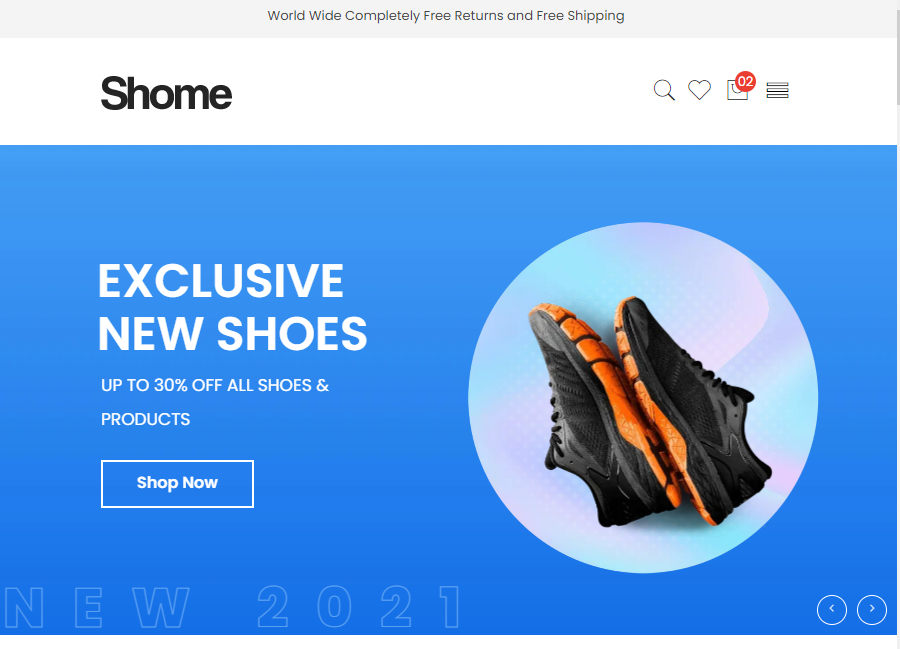 World Wide Completely Free Returns and Free Shipping
Shome
02
EXCLUSIVE
NEW SHOES
UP TO 30% OFF ALL SHOES &
PRODUCTS
Shop Now
NEW 2021